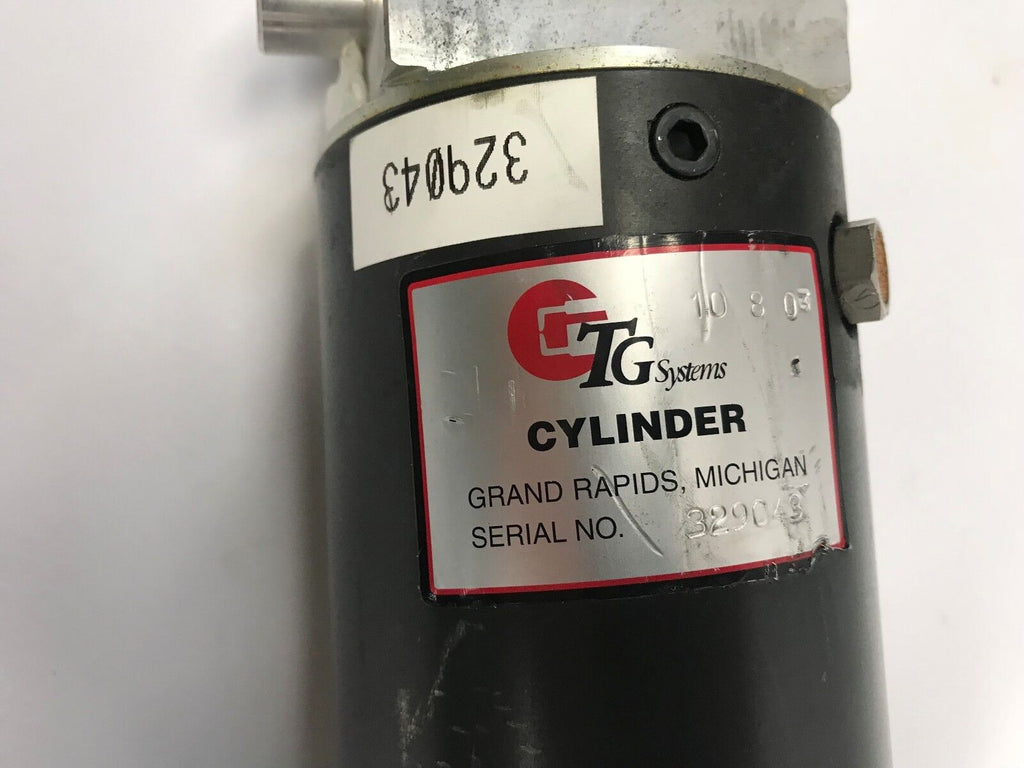 329043
10 8 03
TG Systems
CYLINDER
GRAND RAPIDS, MICHIGAN
SERIAL NO. 329043